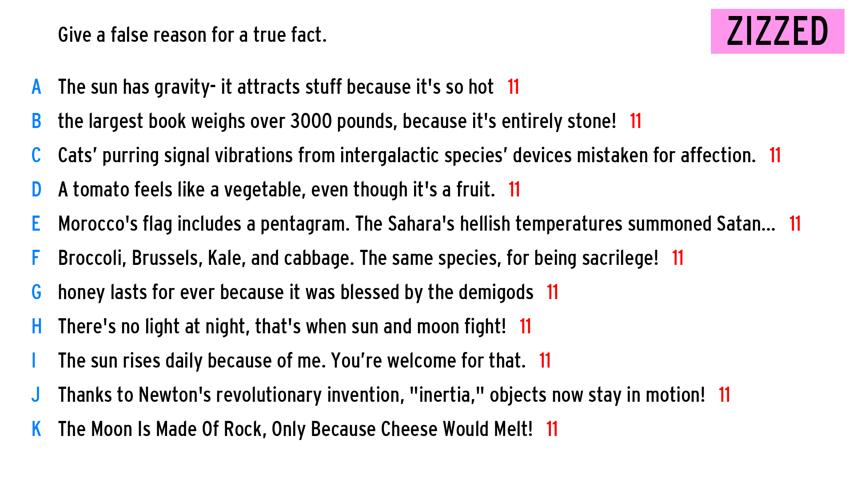 Give a false reason for a true fact.
ZIZZED
A The sun has gravity- it attracts stuff because it's so hot 11
B the largest book weighs over 3000 pounds, because it's entirely stone! 11
C Cats’ purring signal vibrations from intergalactic species’ devices mistaken for affection. 11
D A tomato feels like a vegetable, even though it's a fruit. 11
E Morocco's flag includes a pentagram. The Sahara's hellish temperatures summoned Satan... 11
F Broccoli, Brussels, Kale, and cabbage. The same species, for being sacrilege! 11
G honey lasts for ever because it was blessed by the demigods 11
H There's no light at night, that's when sun and moon fight! 11
I The sun rises daily because of me. You’re welcome for that. 11
J Thanks to Newton's revolutionary invention, "inertia," objects now stay in motion! 11
K The Moon Is Made Of Rock, Only Because Cheese Would Melt! 11